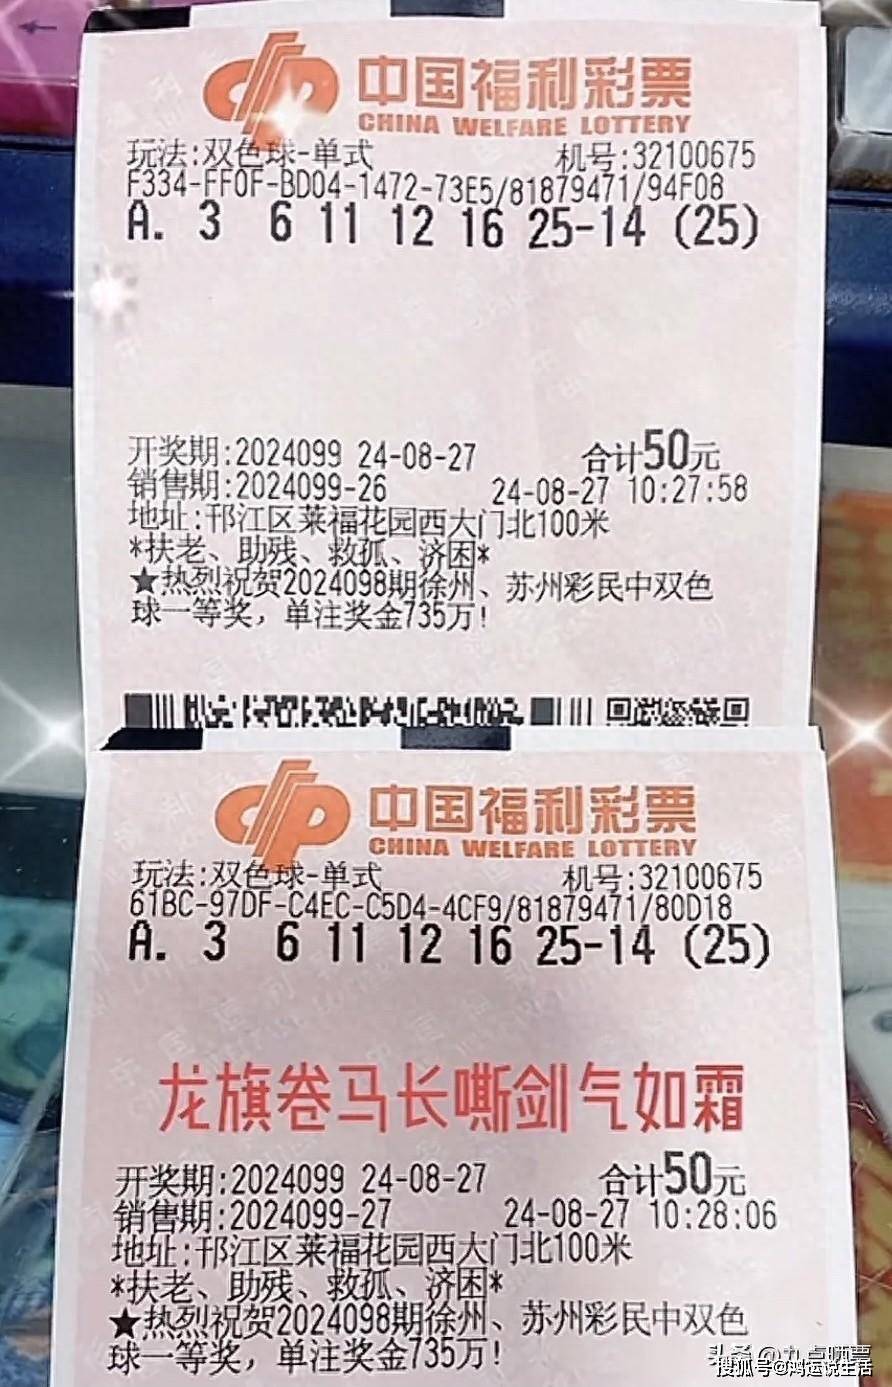 中国福利彩票
CHINA WELFARE LOTTERY
玩法:双色球-单式 机号:32100675
F334-FF0F-BD04-1472-73E5/81879471/94F08
A. 3 6 11 12 16 25-14 (25)
开奖期:2024099 24-08-27 合计50元
销售期:2024099-26 24-08-27 10:27:58
地址:邗江区莱福花园西大门北100米
*扶老、助残、救孤、济困*
★热烈祝贺2024098期徐州、苏州彩民中双色
球一等奖，单注奖金735万!
中国福利彩票
CHINA WELFARE LOTTERY
玩法:双色球-单式 机号:32100675
61BC-97DF-C4EC-C5D4-4CF9/81879471/80D18
A. 3 6 11 12 16 25-14 (25)
龙旗卷马长嘶剑气如霜
开奖期:2024099 24-08-27 合计50元
销售期:2024099-27 24-08-27 10:28:06
地址:邗江区莱福花园西大门北100米
*扶老、助残、救孤、济困*
★热烈祝贺2024098期徐州、苏州彩民中双色
球一等奖，单注奖金735万!
搜狐号@鸿运说生活